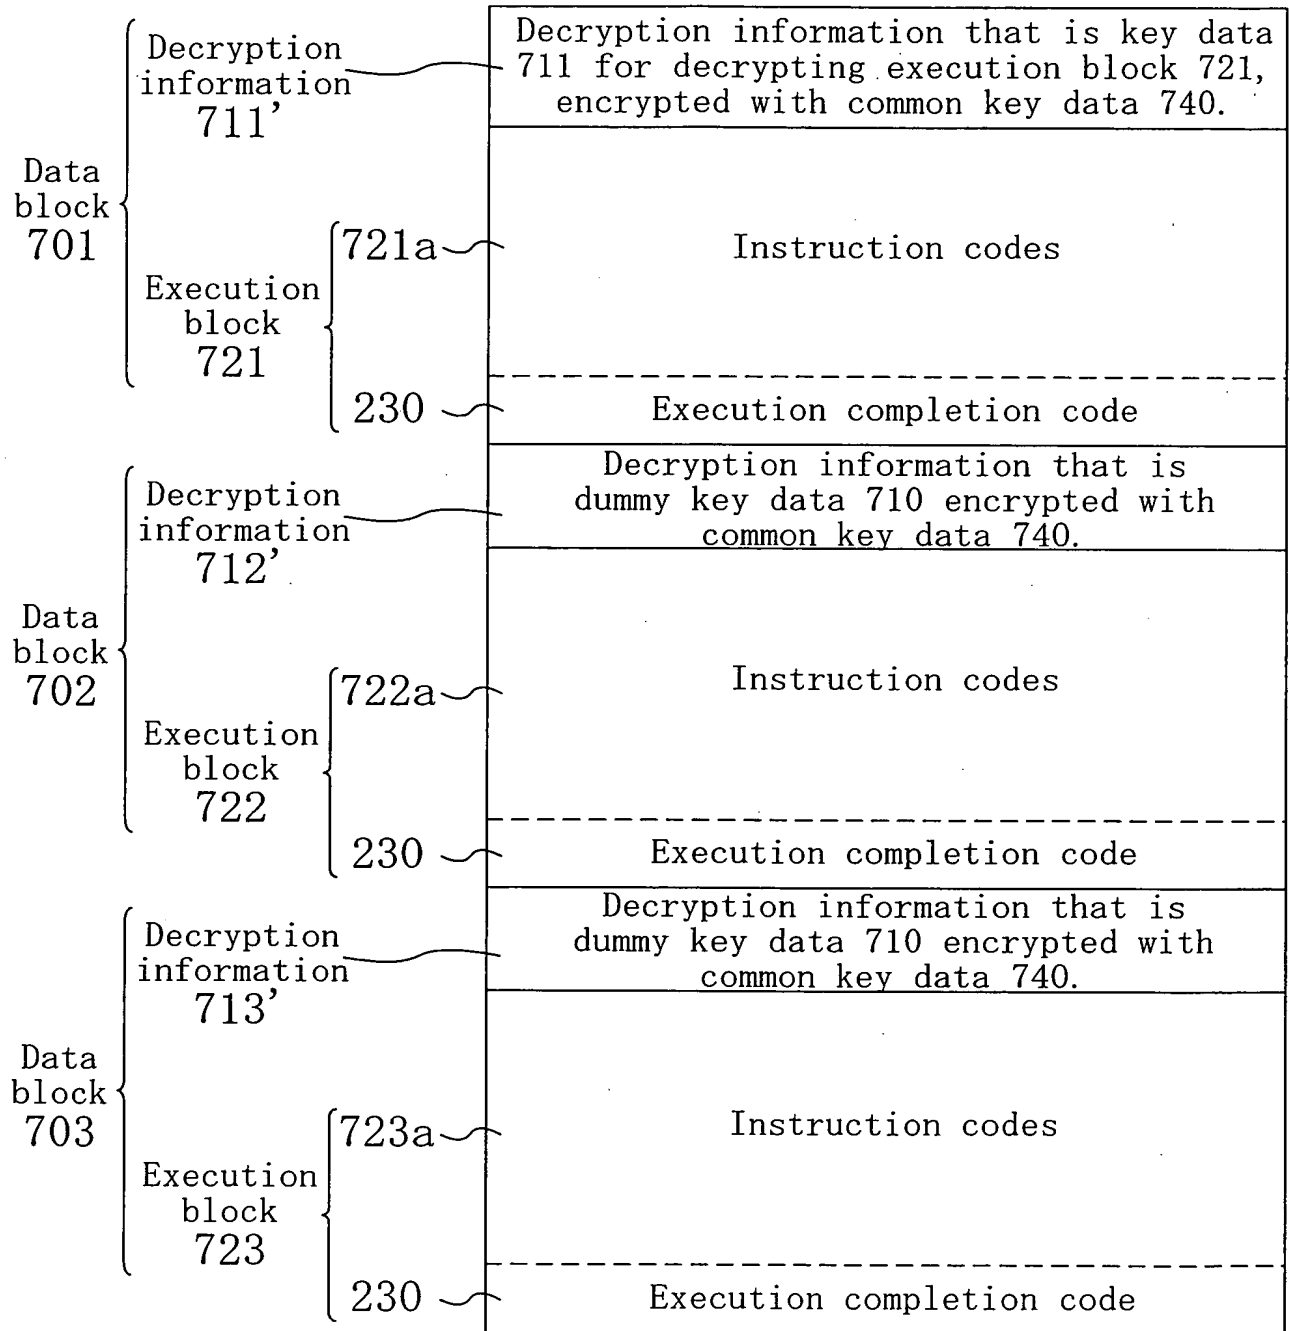 Decryption information that is key data
711 for decrypting execution block 721,
encrypted with common key data 740.
Decryption
information
711'
Data
block
701
721a
Instruction codes
Execution
block
721
230
Execution completion code
Decryption information that is
dummy key data 710 encrypted with
common key data 740.
Decryption
information
712'
Data
block
702
722a
Instruction codes
Execution
block
722
230
Execution completion code
Decryption information that is
dummy key data 710 encrypted with
common key data 740.
Decryption
information
713'
Data
block
703
723a
Instruction codes
Execution
block
723
230
Execution completion code